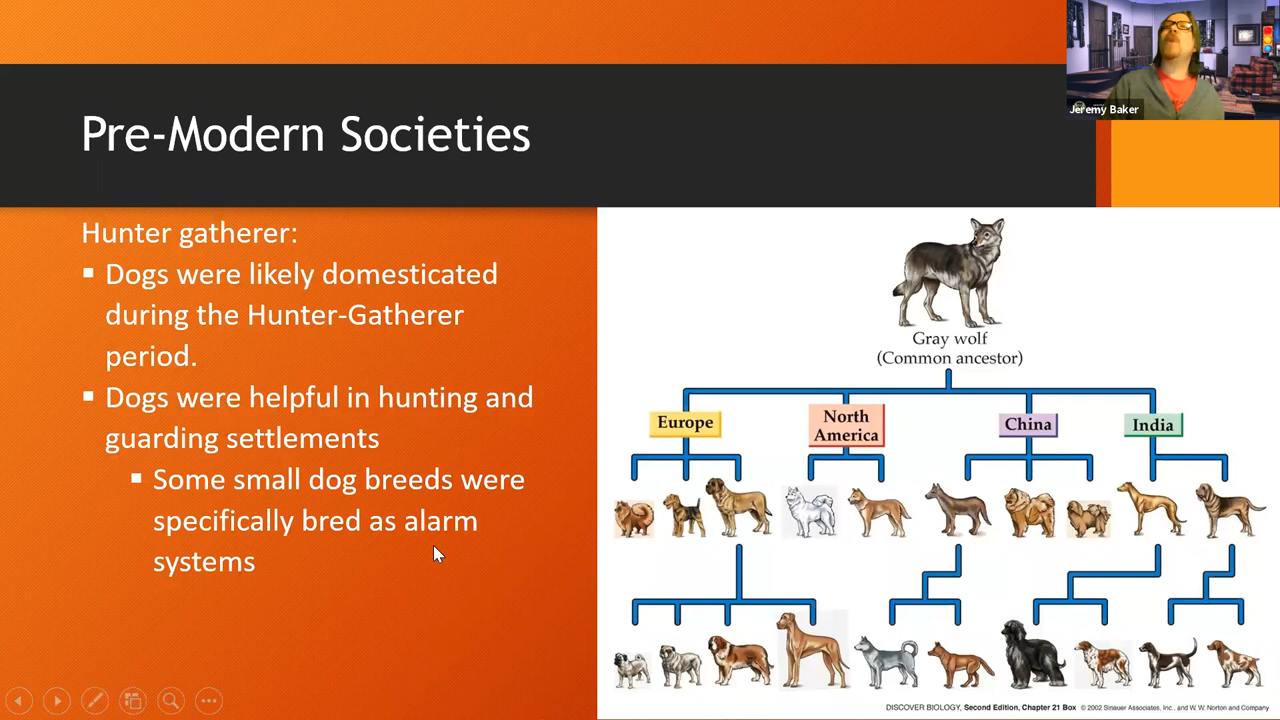 Jeremy Baker
Pre-Modern Societies
Hunter gatherer:
▪ Dogs were likely domesticated
during the Hunter-Gatherer
period.
▪ Dogs were helpful in hunting and
guarding settlements
▪ Some small dog breeds were
specifically bred as alarm
systems
Gray wolf
(Common ancestor)
Europe
North
America
China
India
DISCOVER BIOLOGY, Second Edition, Chapter 21 Box © 2002 Sinauer Associates, Inc., and W. W. Norton and Company